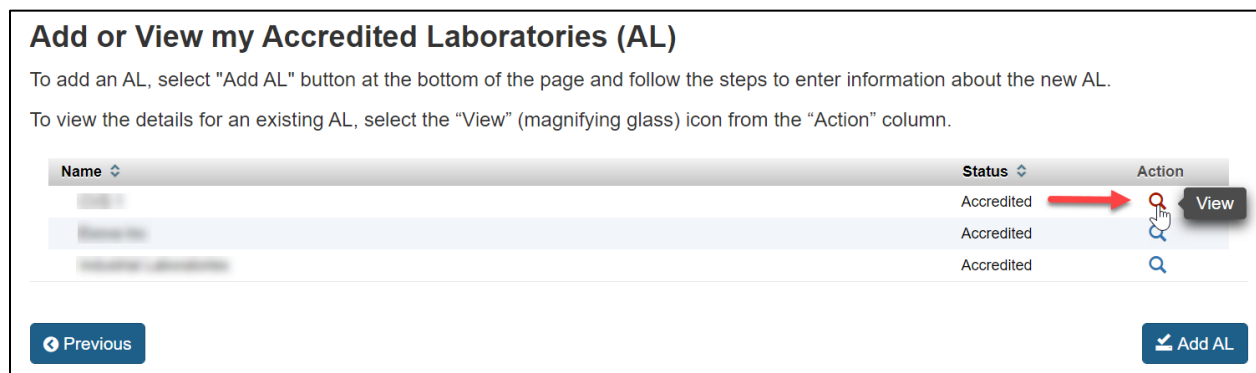 Add or View my Accredited Laboratories (AL)
To add an AL, select "Add AL" button at the bottom of the page and follow the steps to enter information about the new AL.
To view the details for an existing AL, select the “View” (magnifying glass) icon from the “Action” column.
Name Status Action
Accredited View
Accredited
Accredited
Previous Add AL